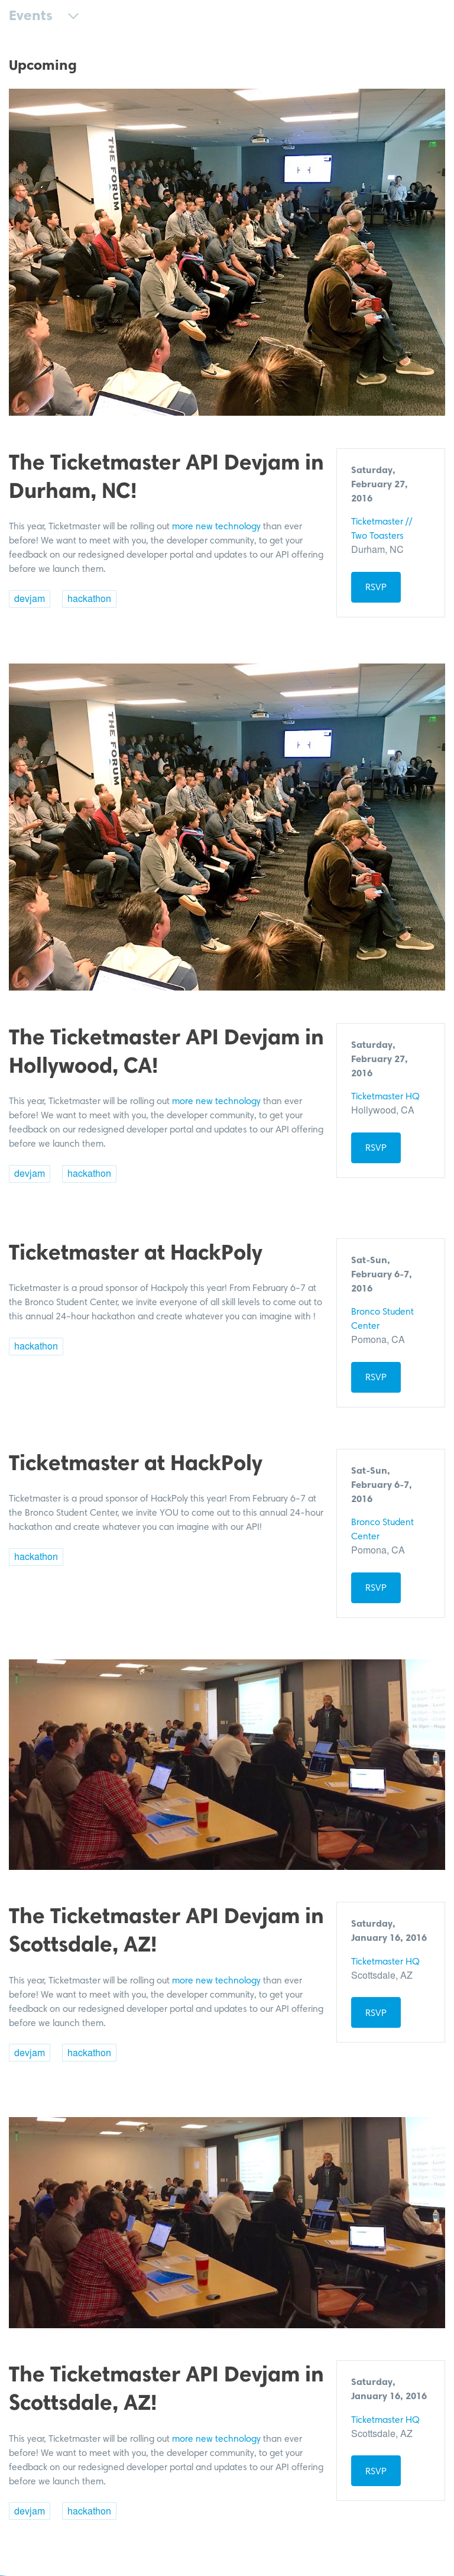 Events
Upcoming
THE FORUM
The Ticketmaster API Devjam in
Durham, NC!
This year, Ticketmaster will be rolling out more new technology than ever
before! We want to meet with you, the developer community, to get your
feedback on our redesigned developer portal and updates to our API offering
before we launch them.
devjam hackathon
Saturday,
February 27,
2016
Ticketmaster //
Two Toasters
Durham, NC
RSVP
THE FORUM
The Ticketmaster API Devjam in
Hollywood, CA!
This year, Ticketmaster will be rolling out more new technology than ever
before! We want to meet with you, the developer community, to get your
feedback on our redesigned developer portal and updates to our API offering
before we launch them.
devjam hackathon
Saturday,
February 27,
2016
Ticketmaster HQ
Hollywood, CA
RSVP
Ticketmaster at HackPoly
Ticketmaster is a proud sponsor of Hackpoly this year! From February 6-7 at
the Bronco Student Center, we invite everyone of all skill levels to come out to
this annual 24-hour hackathon and create whatever you can imagine with !
hackathon
Sat-Sun,
February 6-7,
2016
Bronco Student
Center
Pomona, CA
RSVP
Ticketmaster at HackPoly
Ticketmaster is a proud sponsor of HackPoly this year! From February 6-7 at
the Bronco Student Center, we invite YOU to come out to this annual 24-hour
hackathon and create whatever you can imagine with our API!
hackathon
Sat-Sun,
February 6-7,
2016
Bronco Student
Center
Pomona, CA
RSVP
The Ticketmaster API Devjam in
Scottsdale, AZ!
This year, Ticketmaster will be rolling out more new technology than ever
before! We want to meet with you, the developer community, to get your
feedback on our redesigned developer portal and updates to our API offering
before we launch them.
devjam hackathon
Saturday,
January 16, 2016
Ticketmaster HQ
Scottsdale, AZ
RSVP
The Ticketmaster API Devjam in
Scottsdale, AZ!
This year, Ticketmaster will be rolling out more new technology than ever
before! We want to meet with you, the developer community, to get your
feedback on our redesigned developer portal and updates to our API offering
before we launch them.
devjam hackathon
Saturday,
January 16, 2016
Ticketmaster HQ
Scottsdale, AZ
RSVP